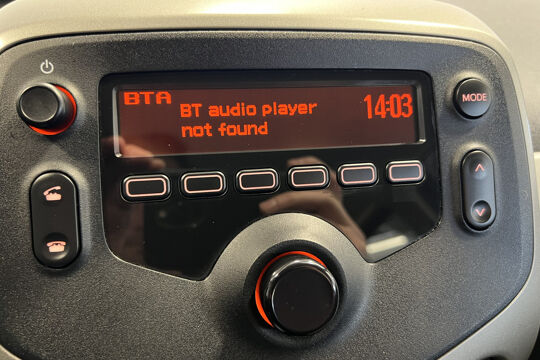 BTA
BT audio player
not found
14:03
MODE